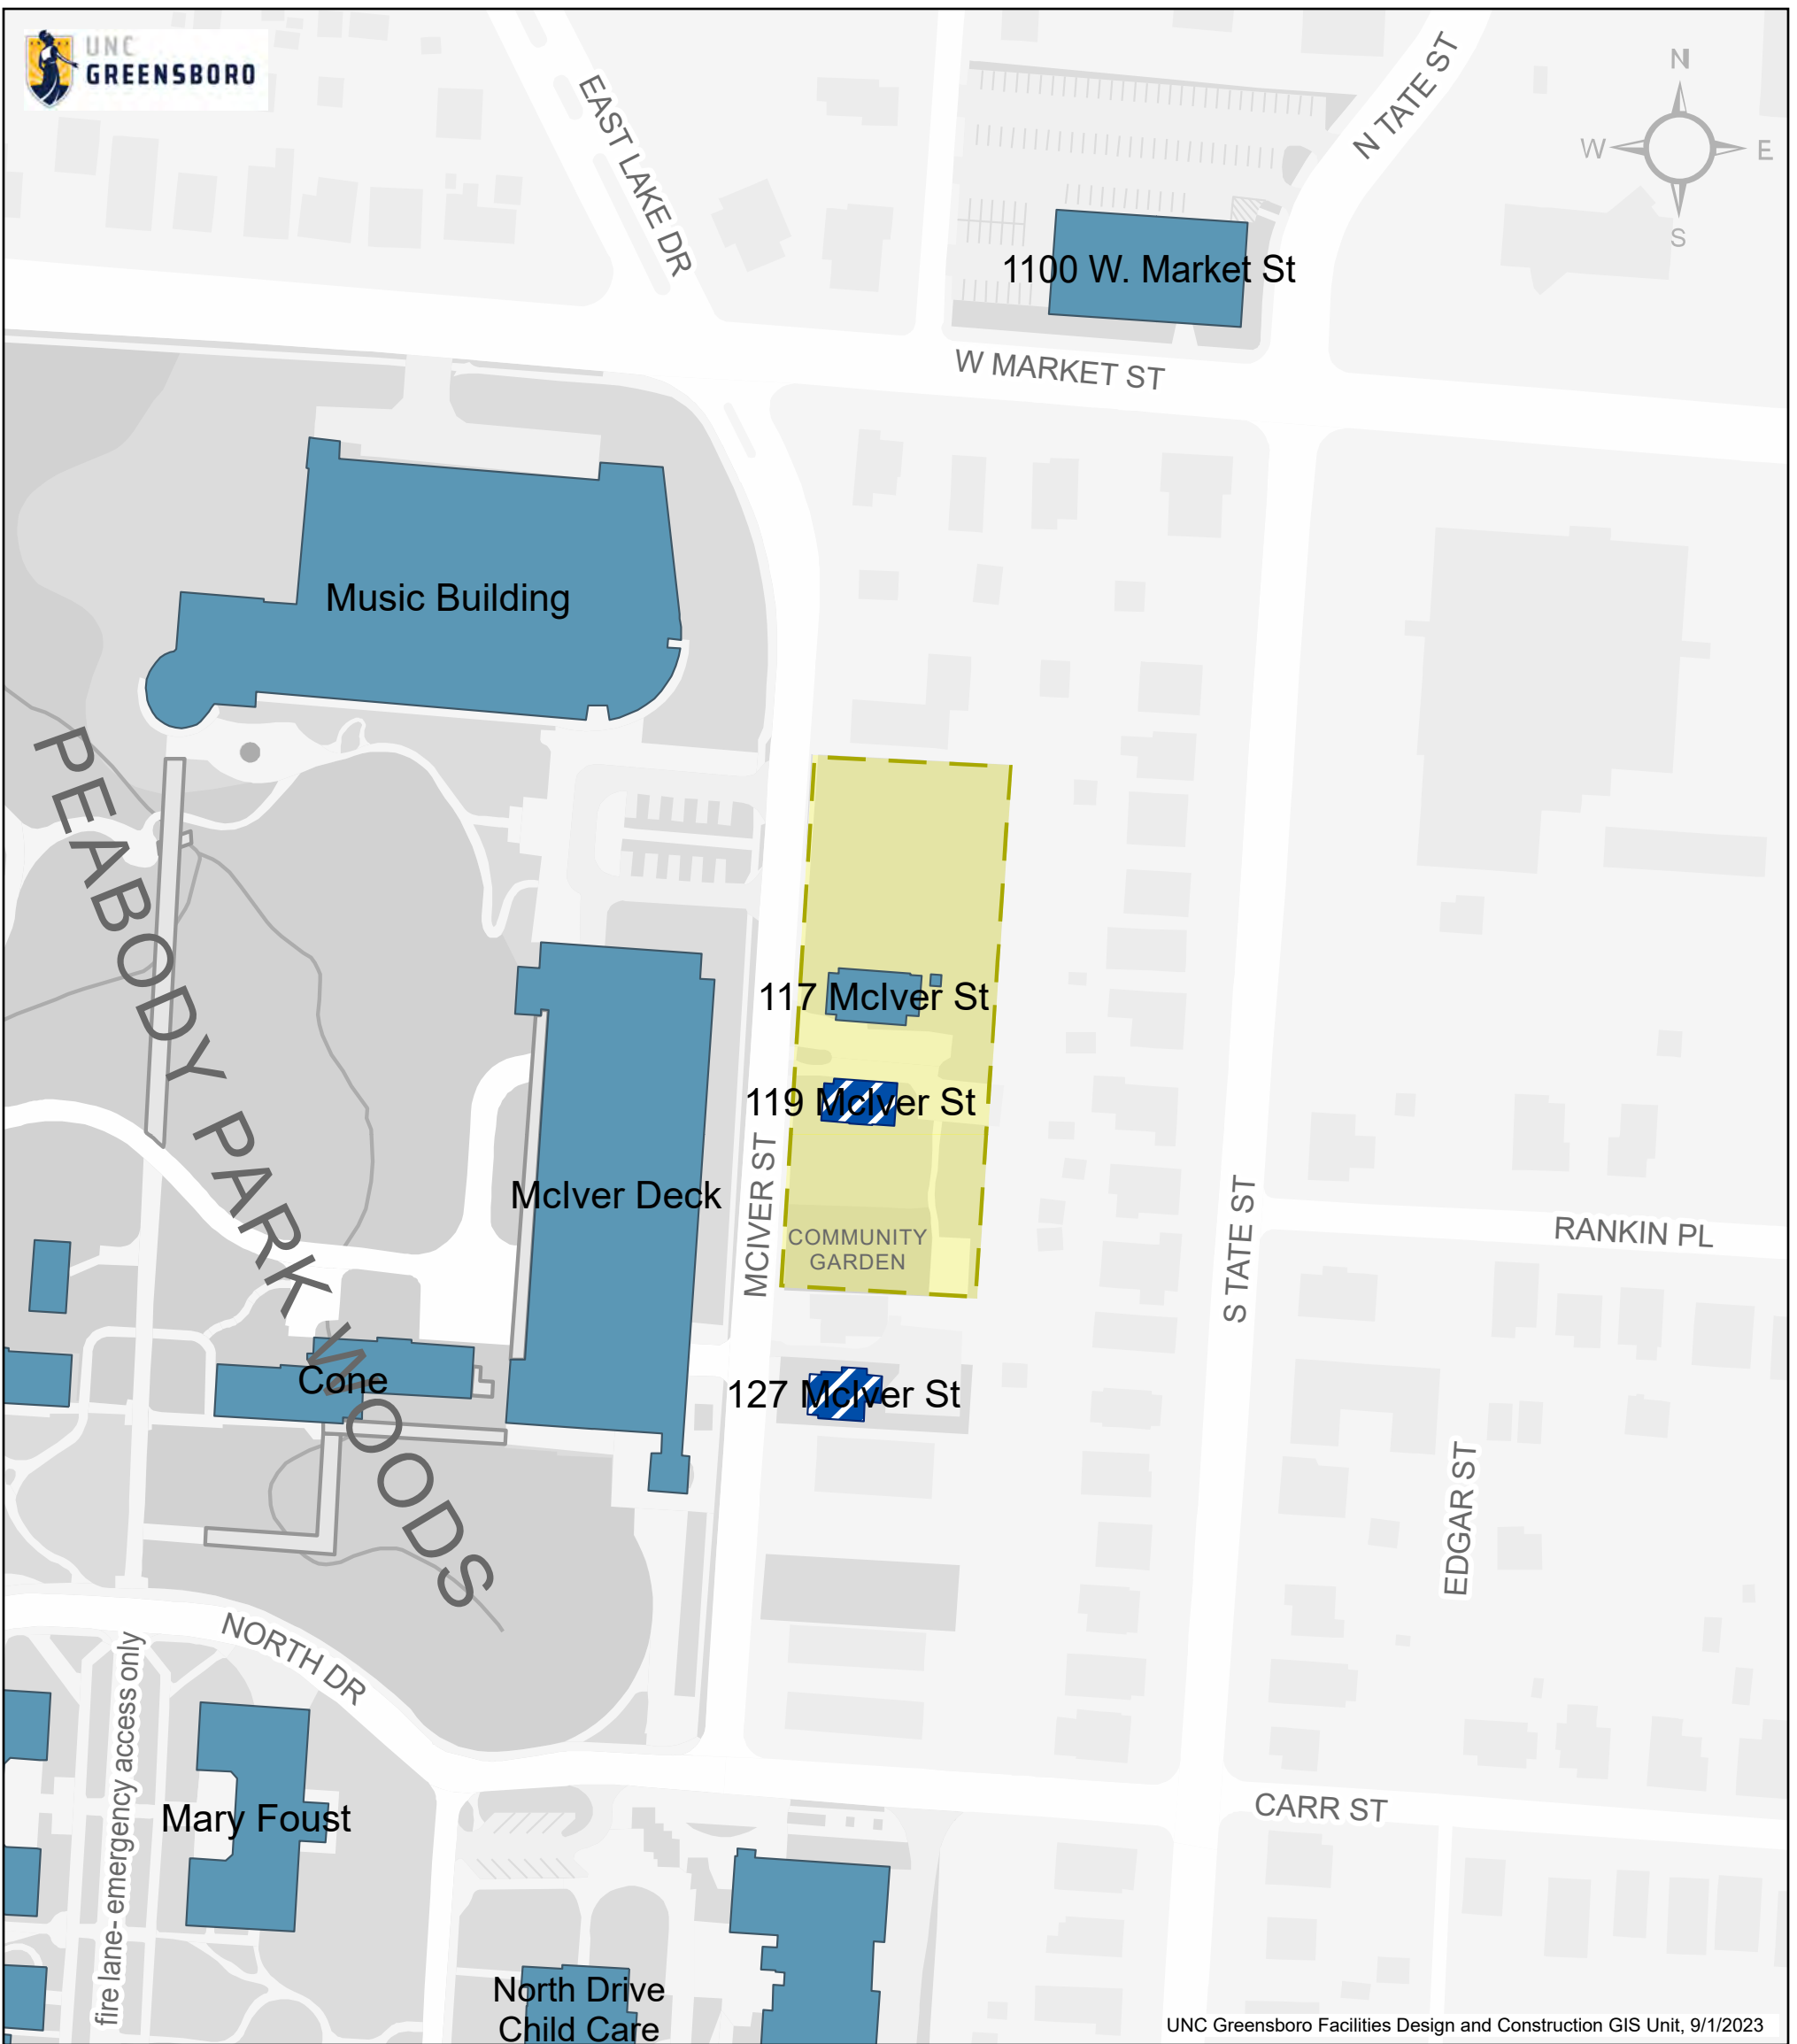 UNC
GREENSBORO
EAST LAKE DR
N TATE ST
N
W
E
S
1100 W. Market St
W MARKET ST
Music Building
PEABODY PARK WOODS
117 McIver St
119 McIver St
McIver Deck
MCIVER ST
COMMUNITY
GARDEN
S TATE ST
RANKIN PL
Cone
127 McIver St
EDGAR ST
NORTH DR
fire lane- emergency access only
Mary Foust
CARR ST
North Drive
Child Care
UNC Greensboro Facilities Design and Construction GIS Unit, 9/1/2023